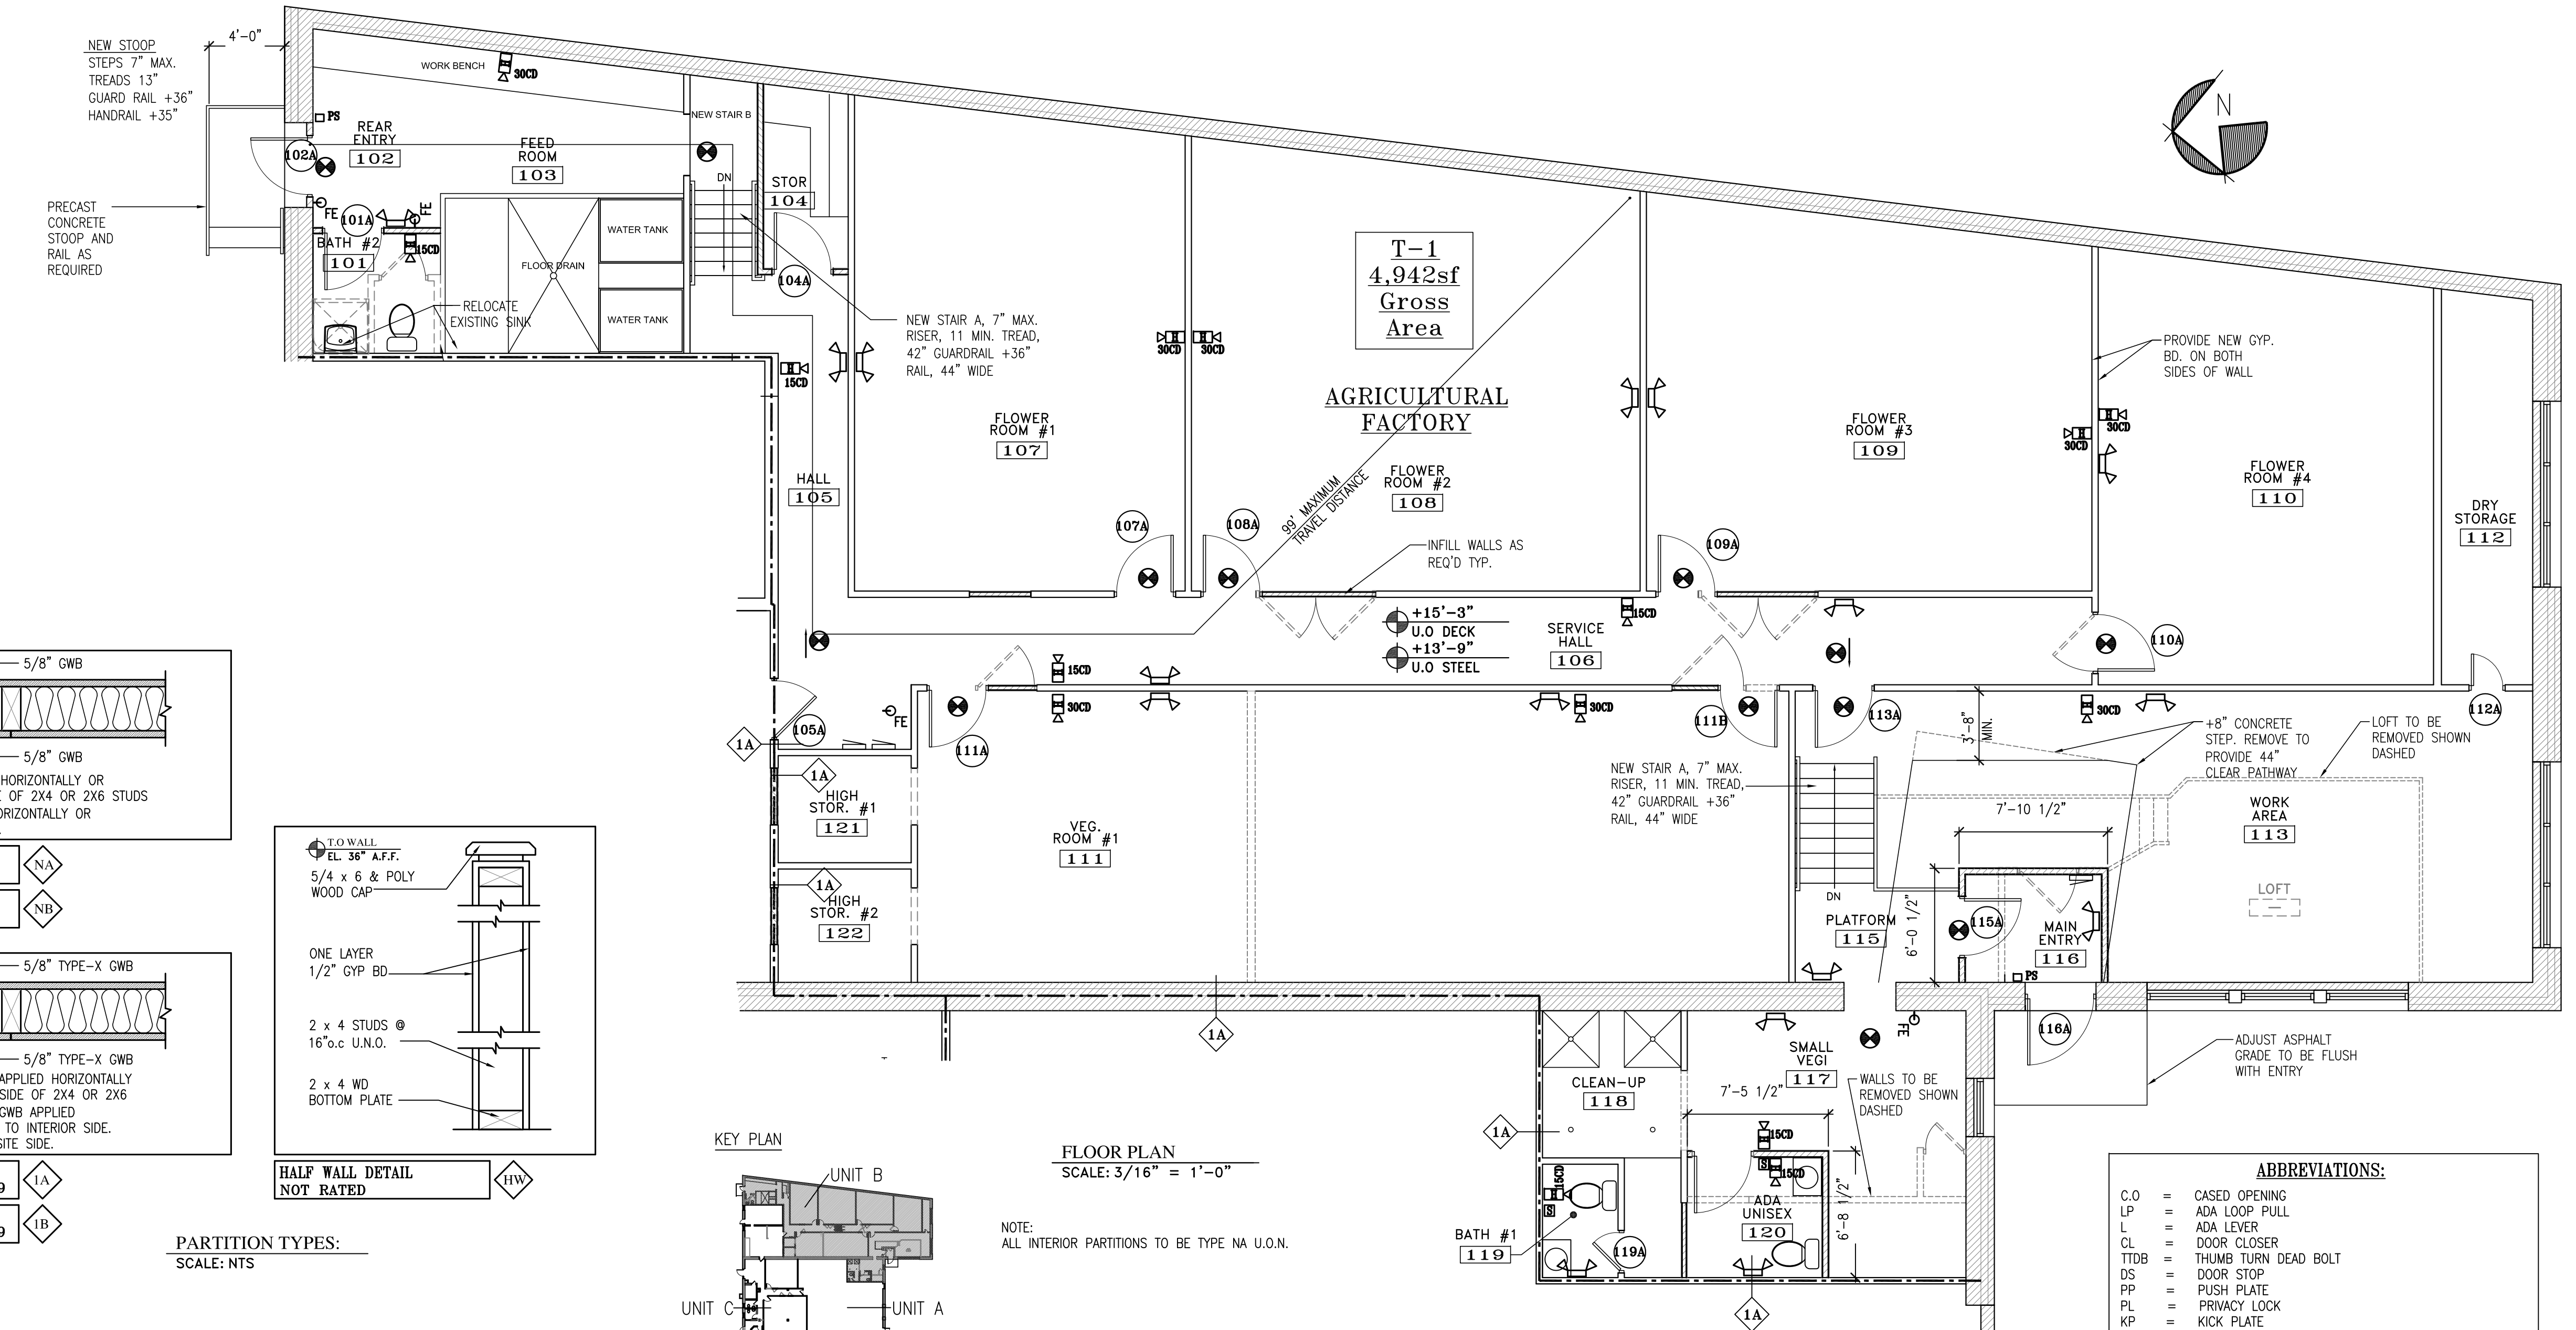 NEW STOOP
STEPS 7" MAX.
TREADS 13"
GUARD RAIL +36"
HANDRAIL +35"
4'-0"
WORK BENCH
30CD
PS
REAR
ENTRY
102
102A
FEED
ROOM
103
NEW STAIR B
DN
STOR
104
104A
N
PRECAST
CONCRETE
STOOP AND
RAIL AS
REQUIRED
FE
101A
FE
BATH #2
101
15CD
FLOOR DRAIN
WATER TANK
WATER TANK
RELOCATE
EXISTING SINK
NEW STAIR A, 7" MAX.
RISER, 11 MIN. TREAD,
42" GUARDRAIL +36"
RAIL, 44" WIDE
15CD
30CD
30CD
T-1
4,942sf
Gross
Area
AGRICULTURAL
FACTORY
PROVIDE NEW GYP.
BD. ON BOTH
SIDES OF WALL
30CD
30CD
FLOWER
ROOM #1
107
FLOWER
ROOM #2
108
FLOWER
ROOM #3
109
FLOWER
ROOM #4
110
DRY
STORAGE
112
HALL
105
99' MAXIMUM
TRAVEL DISTANCE
107A
108A
109A
110A
INFILL WALLS AS
REQ'D TYP.
+15'-3"
U.O DECK
+13'-9"
U.O STEEL
15CD
SERVICE
HALL
106
15CD
30CD
30CD
30CD
105A
FE
111A
111B
113A
112A
1A
1A
1A
3'-8"
MIN.
+8" CONCRETE
STEP. REMOVE TO
PROVIDE 44"
CLEAR PATHWAY
LOFT TO BE
REMOVED SHOWN
DASHED
NEW STAIR A, 7" MAX.
RISER, 11 MIN. TREAD,
42" GUARDRAIL +36"
RAIL, 44" WIDE
HIGH
STOR. #1
121
HIGH
STOR. #2
122
VEG.
ROOM #1
111
7'-10 1/2"
WORK
AREA
113
LOFT
DN
PLATFORM
115
6'-0 1/2"
115A
MAIN
ENTRY
116
PS
116A
1A
FE
SMALL
VEGI
117
CLEAN-UP
118
7'-5 1/2"
WALLS TO BE
REMOVED SHOWN
DASHED
ADJUST ASPHALT
GRADE TO BE FLUSH
WITH ENTRY
1A
15CD
S
15CD
15CD
S
BATH #1
119
119A
ADA
UNISEX
120
6'-8 1/2"
1A
5/8" GWB
5/8" GWB
HORIZONTALLY OR
OF 2X4 OR 2X6 STUDS
ORIZONTALLY OR
NA
NB
5/8" TYPE-X GWB
5/8" TYPE-X GWB
APPLIED HORIZONTALLY
SIDE OF 2X4 OR 2X6
GWB APPLIED
TO INTERIOR SIDE.
SITE SIDE.
9
1A
9
1B
T.O WALL
EL. 36" A.F.F.
5/4 x 6 & POLY
WOOD CAP
ONE LAYER
1/2" GYP BD
2 x 4 STUDS @
16"o.c U.N.O.
2 x 4 WD
BOTTOM PLATE
HALF WALL DETAIL
NOT RATED
HW
PARTITION TYPES:
SCALE: NTS
KEY PLAN
UNIT B
UNIT C
UNIT A
FLOOR PLAN
SCALE: 3/16" = 1'-0"
NOTE:
ALL INTERIOR PARTITIONS TO BE TYPE NA U.O.N.
ABBREVIATIONS:
C.O = CASED OPENING
LP = ADA LOOP PULL
L = ADA LEVER
CL = DOOR CLOSER
TTDB = THUMB TURN DEAD BOLT
DS = DOOR STOP
PP = PUSH PLATE
PL = PRIVACY LOCK
KP = KICK PLATE